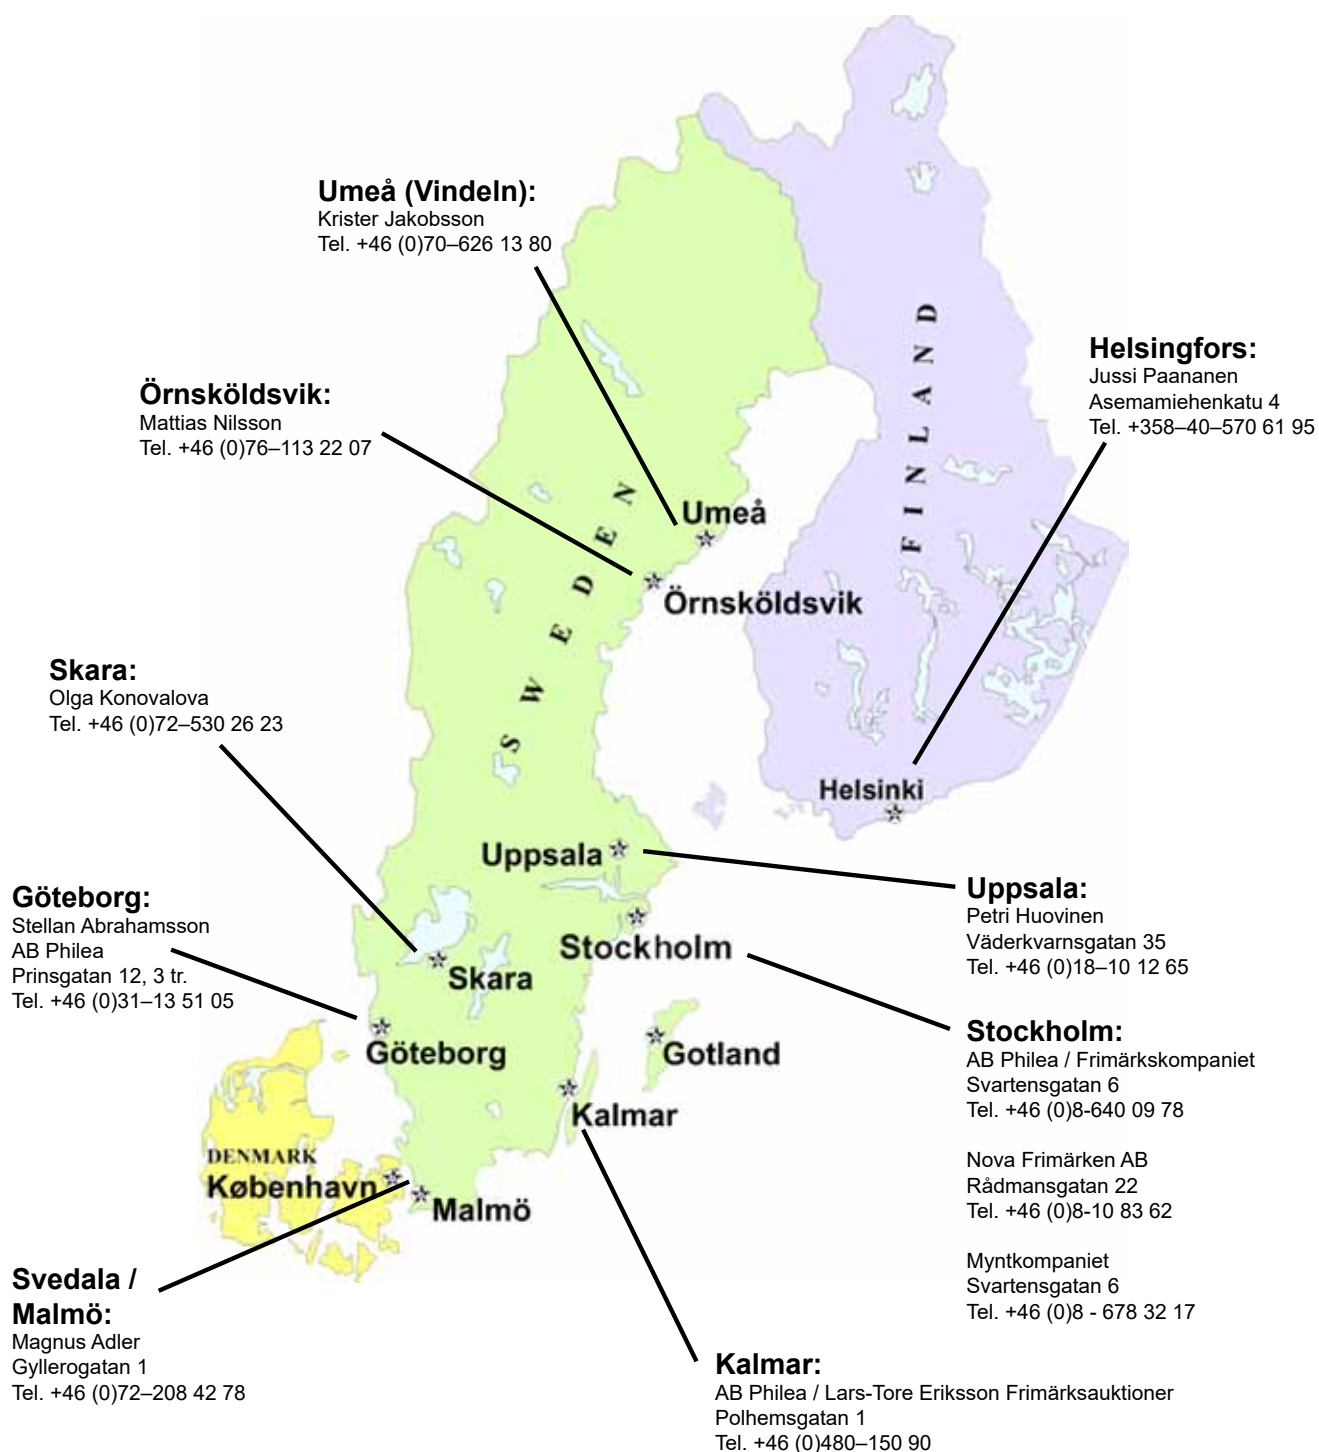 Umeå (Vindeln):
Krister Jakobsson
Tel. +46 (0)70–626 13 80
Helsingfors:
Jussi Paananen
Asemamiehenkatu 4
Tel. +358–40–570 61 95
Örnsköldsvik:
Mattias Nilsson
Tel. +46 (0)76–113 22 07
FINLAND
SWEDEN
Umeå
Örnsköldsvik
Skara:
Olga Konovalova
Tel. +46 (0)72–530 26 23
Helsinki
Uppsala
Göteborg:
Stellan Abrahamsson
AB Philea
Prinsgatan 12, 3 tr.
Tel. +46 (0)31–13 51 05
Uppsala:
Petri Huovinen
Väderkvarnsgatan 35
Tel. +46 (0)18–10 12 65
Stockholm
Skara
Göteborg
Gotland
Kalmar
Stockholm:
AB Philea / Frimärkskompaniet
Svartensgatan 6
Tel. +46 (0)8-640 09 78
Nova Frimärken AB
Rådmansgatan 22
Tel. +46 (0)8-10 83 62
Myntkompaniet
Svartensgatan 6
Tel. +46 (0)8 - 678 32 17
DENMARK
København
Malmö
Svedala /
Malmö:
Magnus Adler
Gyllerogatan 1
Tel. +46 (0)72–208 42 78
Kalmar:
AB Philea / Lars-Tore Eriksson Frimärksauktioner
Polhemsgatan 1
Tel. +46 (0)480–150 90